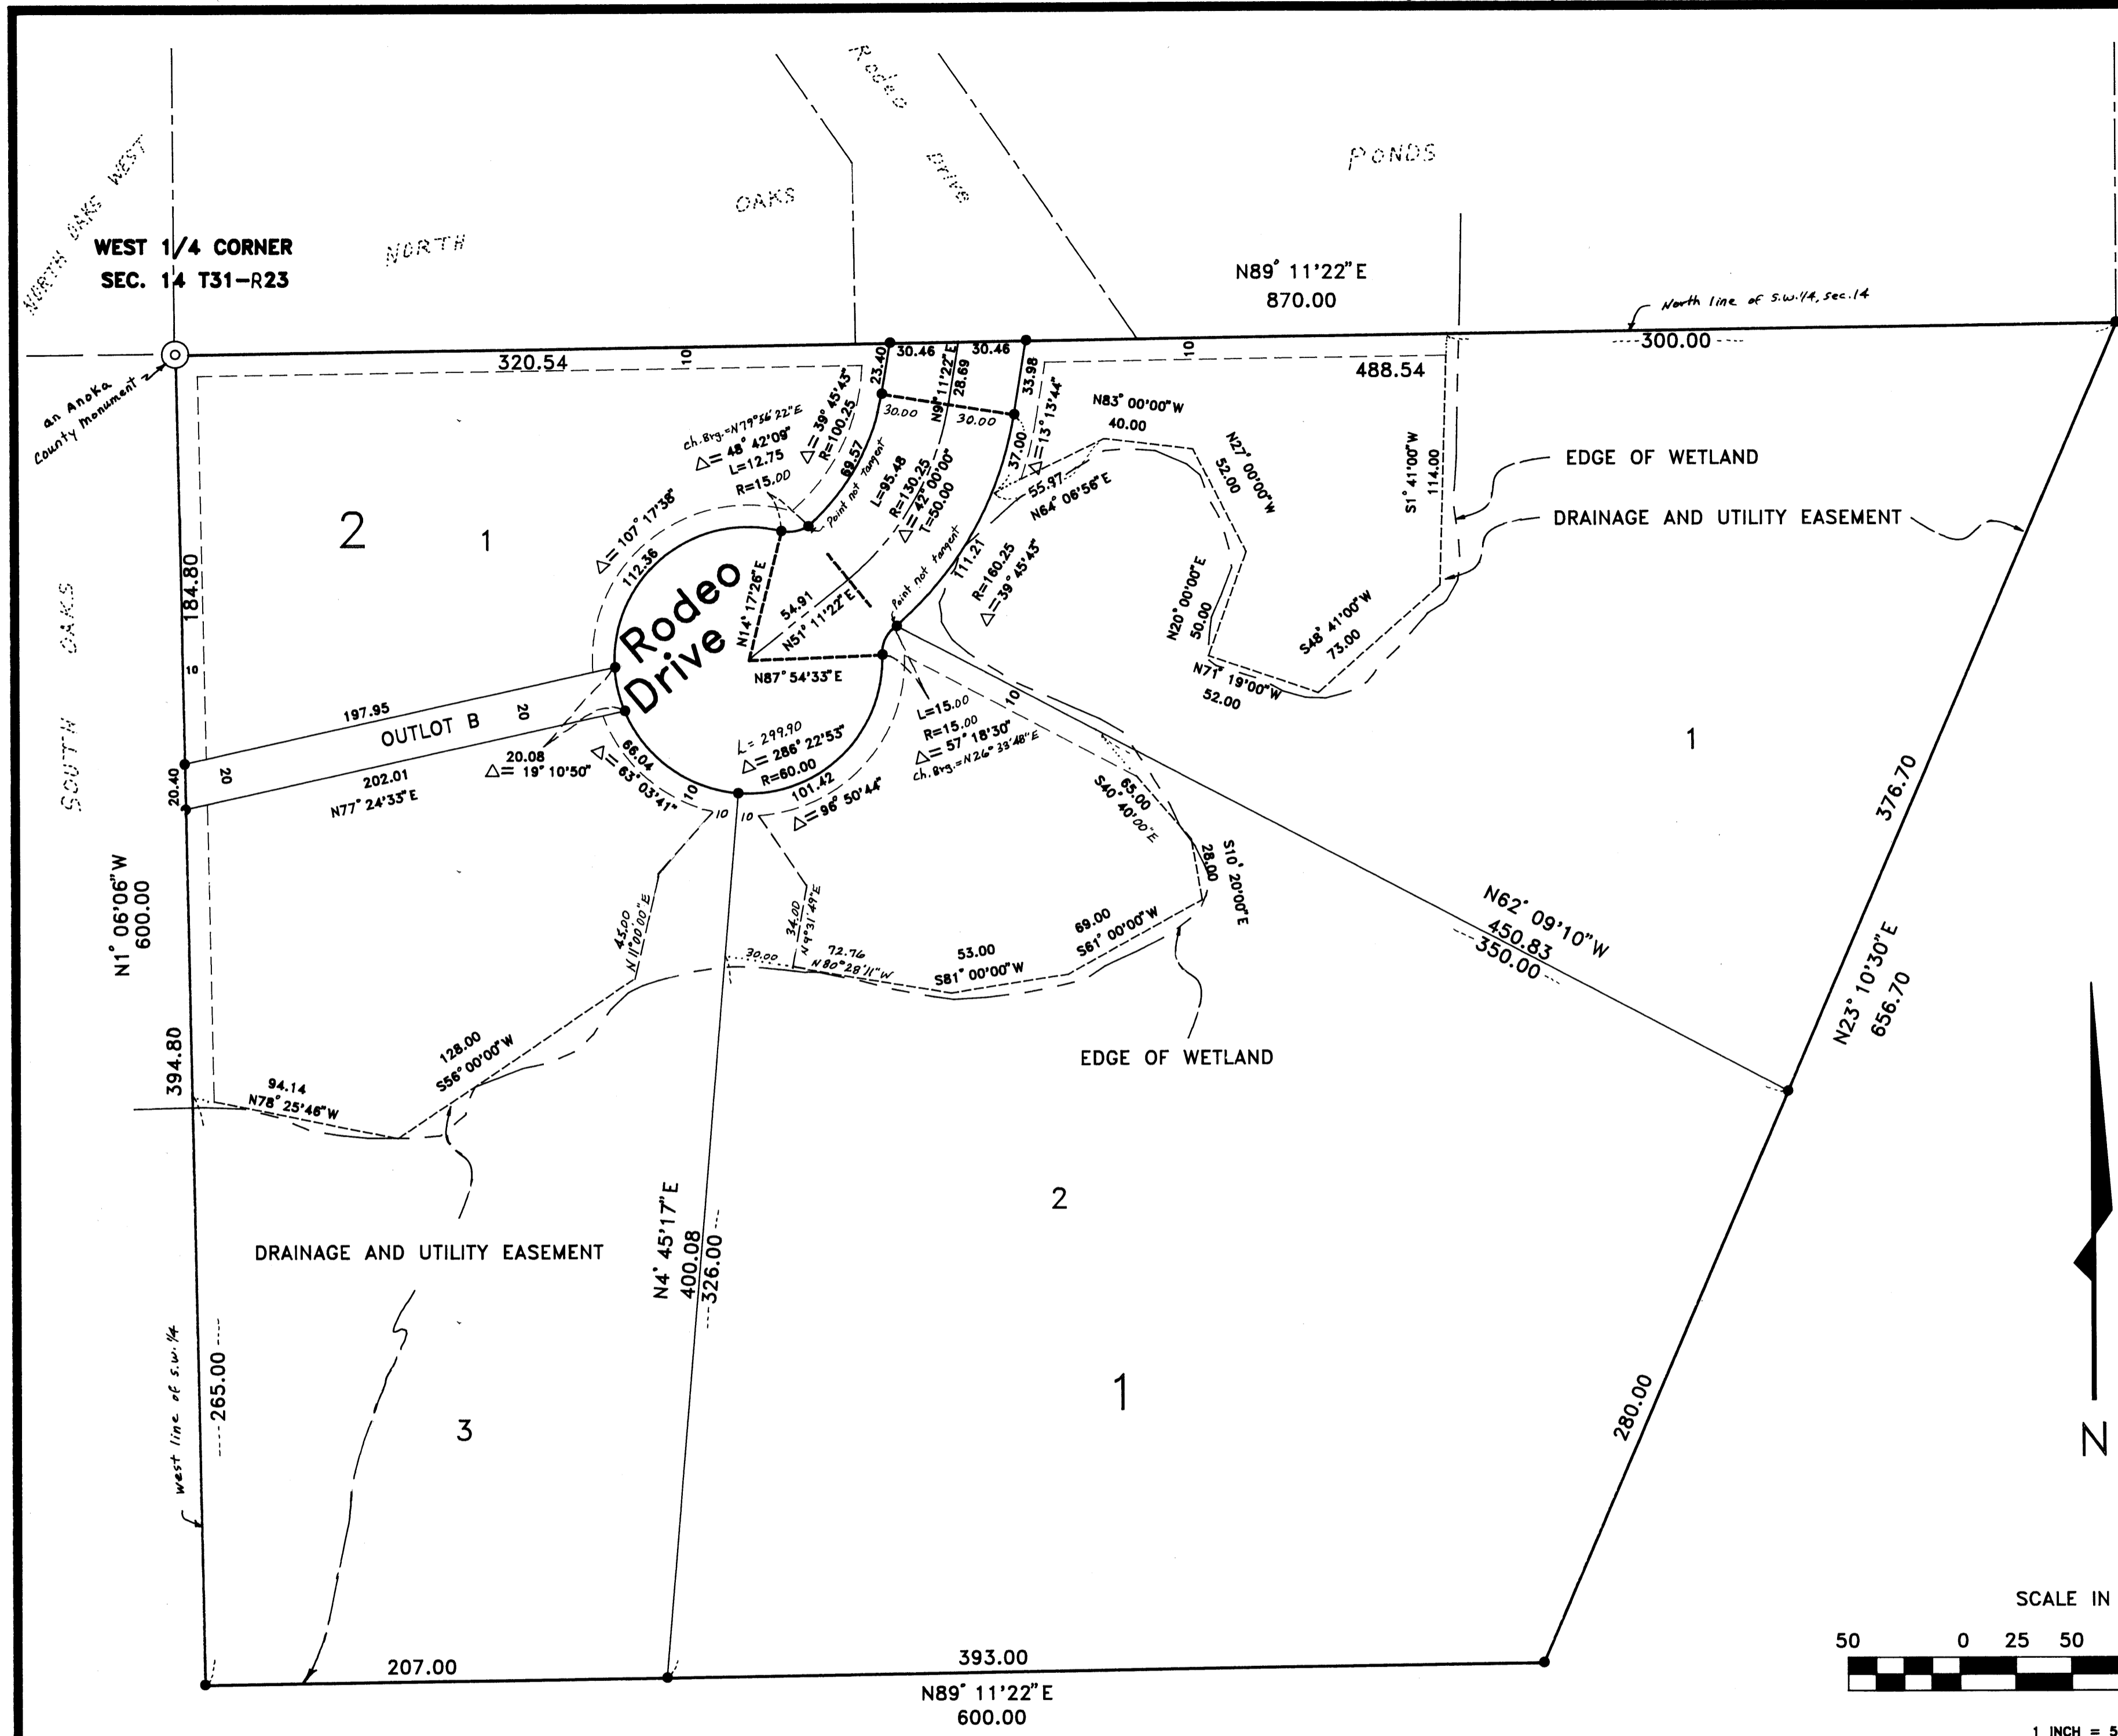 Rodeo
Drive
PONDS
OAKS
NORTH
NORTH OAKS WEST
WEST 1/4 CORNER
SEC. 14 T31-R23
N89° 11'22"E
870.00
North line of S.W.1/4, sec.14
an Anoka
County monument
320.54
10
30.46
30.46
10
300.00
488.54
23.40
N9° 11'22"E
28.69
33.98
30.00
30.00
ch. Brg.=N79°56'22"E
△= 48° 42'09"
L=12.75
R=15.00
△= 39° 45'43"
R=100.25
69.57
Point not tangent
L=95.48
R=130.25
△= 42° 00'00"
T=50.00
37.00
△= 13° 13'44"
N83° 00'00"W
40.00
55.97
N64° 06'56"E
N27° 00'00"W
52.00
S1° 41'00"W
114.00
EDGE OF WETLAND
DRAINAGE AND UTILITY EASEMENT
2
1
△= 107° 17'38"
112.36
Rodeo
Drive
N14° 17'26"E
54.91
N51° 11'22"E
N87° 54'33"E
Point not tangent
111.21
R=160.25
△= 39° 45'43"
N20° 00'00"E
50.00
S48° 41'00"W
73.00
N71° 19'00"W
52.00
SOUTH OAKS
184.80
10
197.95
OUTLOT B
20
20
20.40
202.01
N77° 24'33"E
20.08
△= 19° 10'50"
66.04
△= 63° 03'41"
10
L= 299.90
△= 286° 22'53"
R=60.00
101.42
△= 96° 50'44"
L=15.00
R=15.00
△= 57° 18'30"
ch. Brg.=N26°33'48"E
10
1
376.70
10
10
65.00
S40° 40'00"E
28.00
S10° 20'00"E
N1° 06'06"W
600.00
45.00
N11°00'00"E
34.00
N9°31'49"E
30.00
72.76
N80°28'11"W
53.00
S81° 00'00"W
69.00
S61° 00'00"W
N62° 09'10"W
450.83
350.00
N23° 10'30"E
656.70
EDGE OF WETLAND
394.80
128.00
S56° 00'00"W
94.14
N78° 25'46"W
DRAINAGE AND UTILITY EASEMENT
N4° 45'17"E
400.08
326.00
2
West line of S.W. 1/4
265.00
3
1
280.00
N
SCALE IN
50 0 25 50
207.00
393.00
N89° 11'22"E
600.00
1 INCH = 5